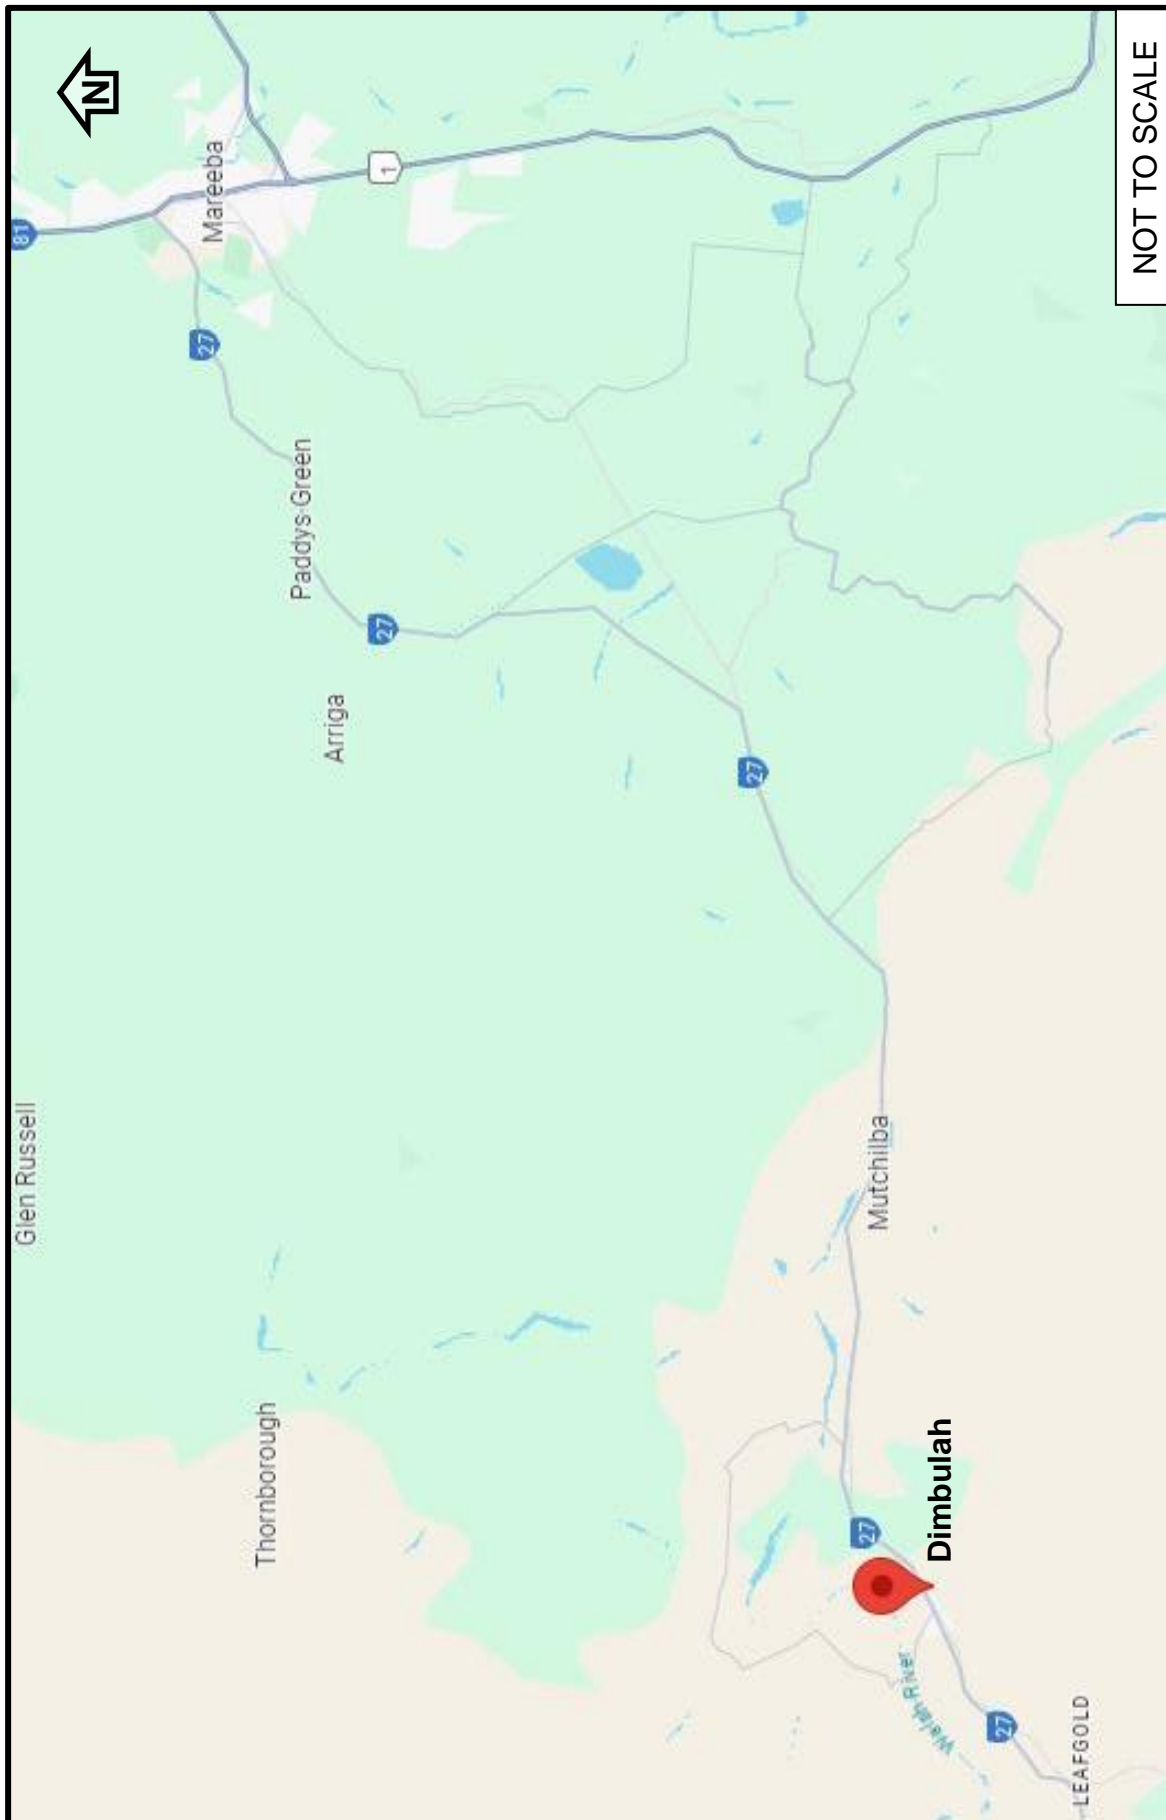 Glen Russell
81
N
Mareeba
1
27
Paddys Green
27
Arriga
Thornborough
27
Mutchilba
27
Dimbulah
Walsh River
27
LEAFGOLD
NOT TO SCALE